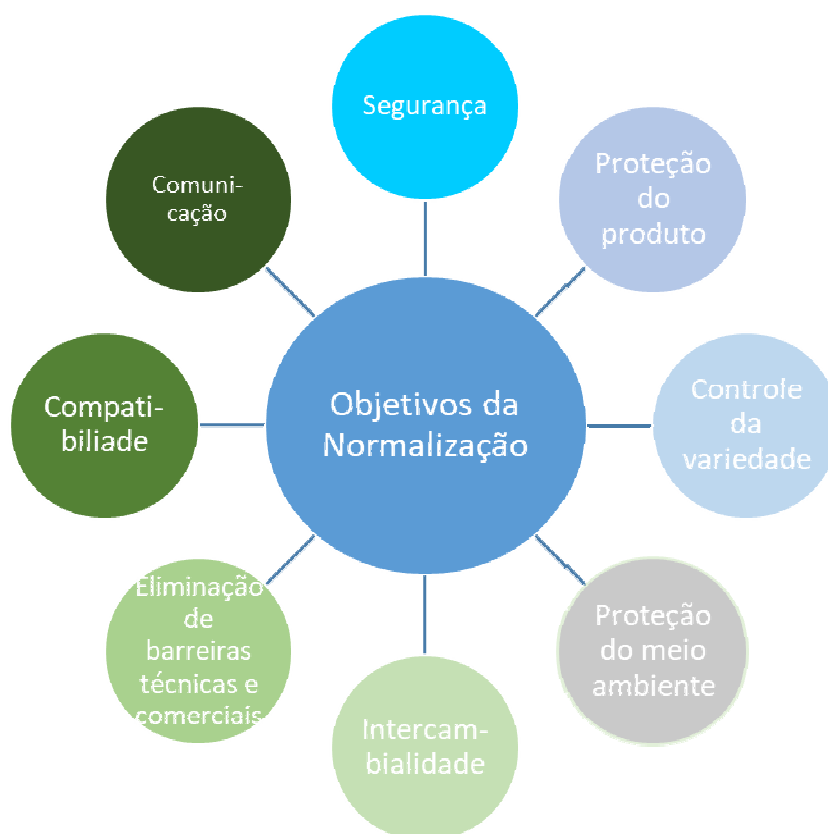 Segurança
Proteção
do
produto
Controle
da
variedade
Proteção
do meio
ambiente
Intercam-
bialidade
Eliminação
de
barreiras
técnicas e
comerciais
Compati-
biliade
Comuni-
cação
Objetivos da
Normalização